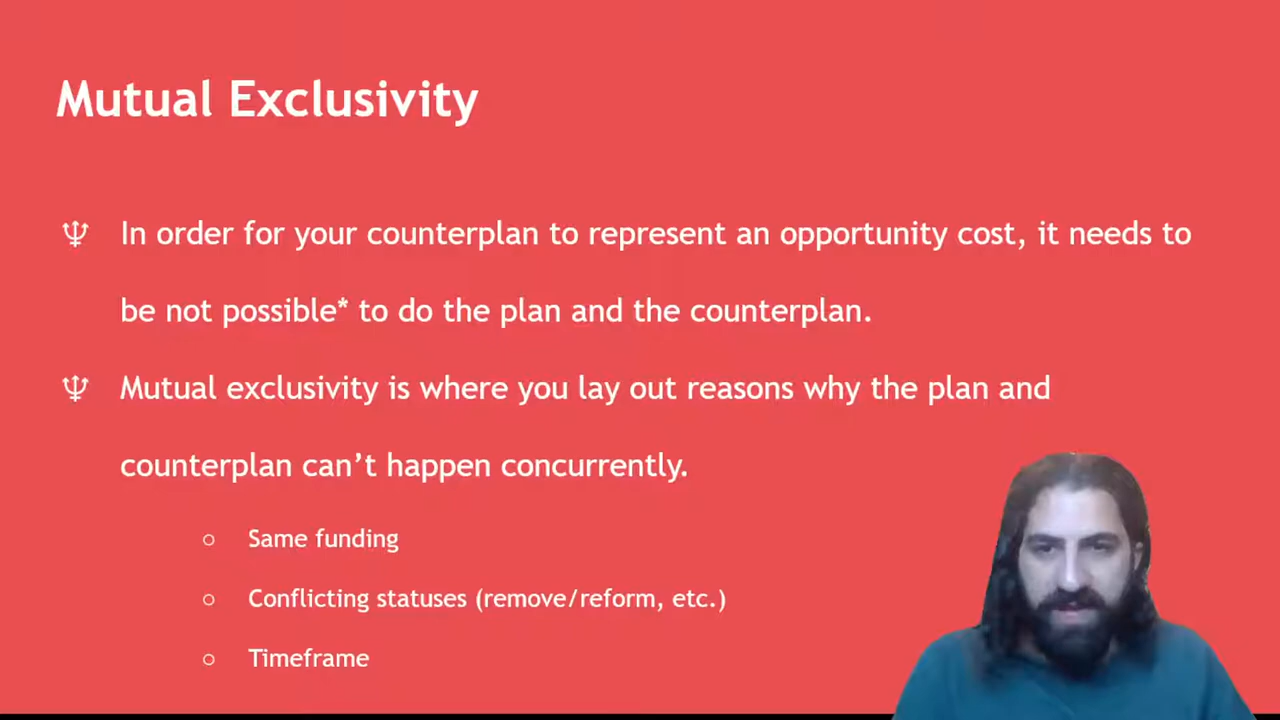 Mutual Exclusivity
In order for your counterplan to represent an opportunity cost, it needs to
be not possible* to do the plan and the counterplan.
Mutual exclusivity is where you lay out reasons why the plan and
counterplan can’t happen concurrently.
Same funding
Conflicting statuses (remove/reform, etc.)
Timeframe